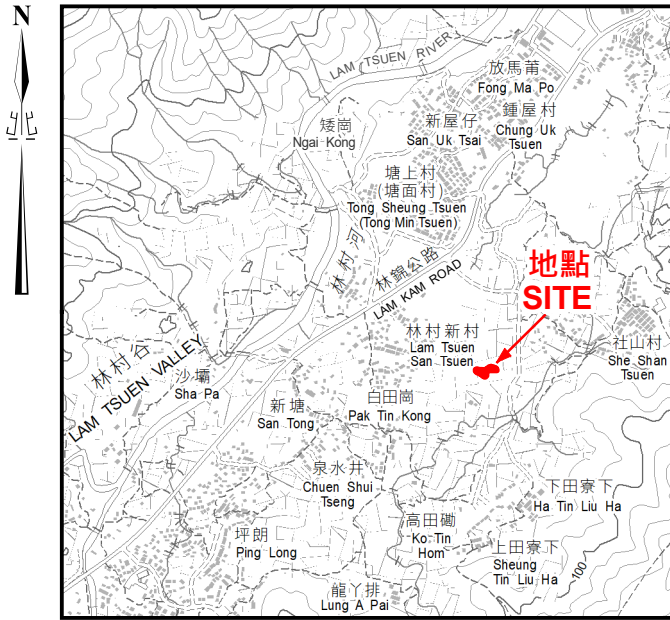 N
LAM TSUEN RIVER
放馬莆
Fong Ma Po
矮崗
Ngai Kong
新屋仔
San Uk Tsai
鍾屋村
Chung Uk
Tsuen
塘上村
(塘面村)
Tong Sheung Tsuen
(Tong Min Tsuen)
林村河
林錦公路
LAM KAM ROAD
地點
SITE
林村新村
Lam Tsuen
San Tsuen
社山村
She Shan
Tsuen
林村谷
LAM TSUEN VALLEY
沙壩
Sha Pa
新塘
San Tong
白田崗
Pak Tin Kong
泉水井
Chuen Shui
Tseng
下田寮下
Ha Tin Liu Ha
高田磡
Ko Tin
Hom
坪朗
Ping Long
上田寮下
Sheung
Tin Liu Ha
100
龍丫排
Lung A Pai